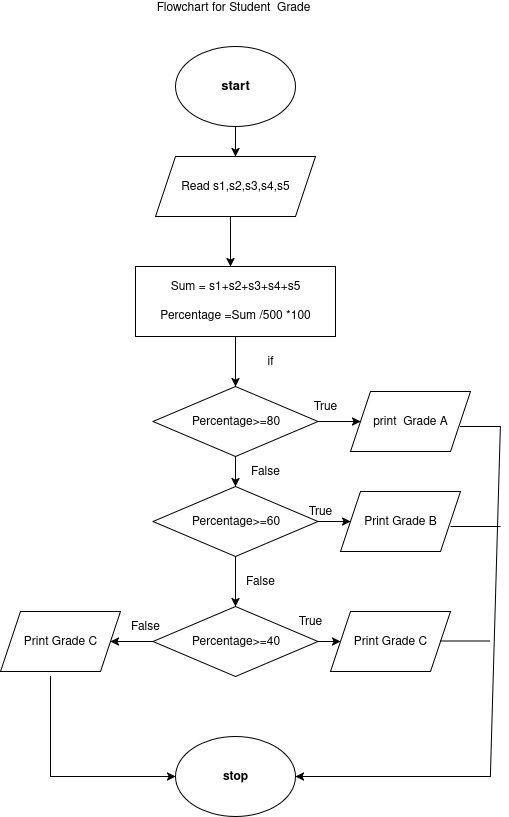 Flowchart for Student  Grade
start
Read s1,s2,s3,s4,s5
Sum = s1+s2+s3+s4+s5
Percentage =Sum /500 *100
if
Percentage>=80
True
print  Grade A
False
Percentage>=60
True
Print Grade B
False
Percentage>=40
True
Print Grade C
False
Print Grade C
stop